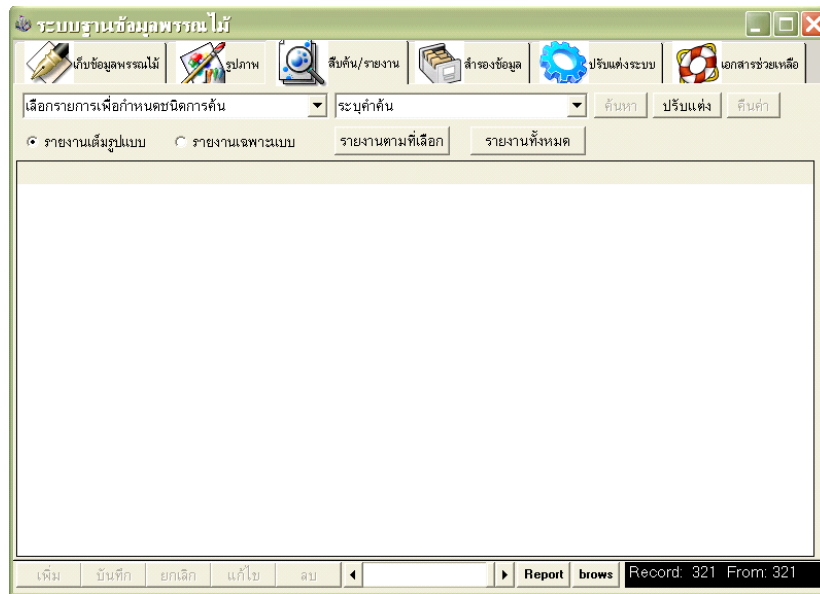 ระบบฐานข้อมูลพรรณไม้
เก็บข้อมูลพรรณไม้ รูปภาพ สืบค้น/รายงาน สำรองข้อมูล ปรับแต่งระบบ เอกสารช่วยเหลือ
เลือกรายการเพื่อกำหนดชนิดการค้น ระบุคำค้น ค้นหา ปรับแต่ง คืนค่า
รายงานเต็มรูปแบบ รายงานเฉพาะแบบ รายงานตามที่เลือก รายงานทั้งหมด
เพิ่ม บันทึก ยกเลิก แก้ไข ลบ Report brows Record: 321 From: 321